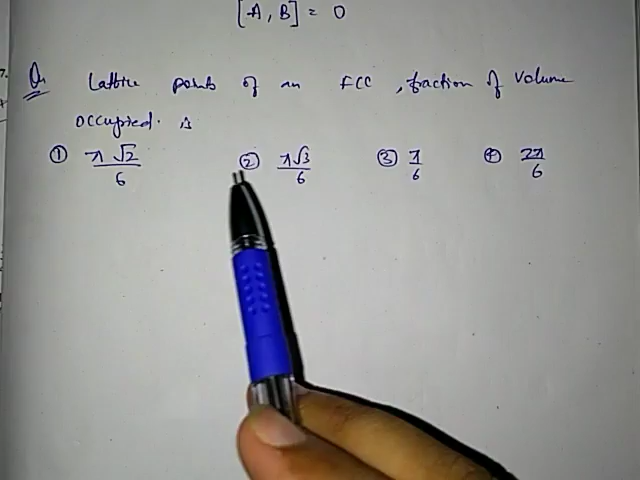 [A, B] = 0
Qn Lattice points of an FCC, fraction of volume
occupied. is
① π√2/6 ② π√3/6 ③ π/6 ④ 2π/6